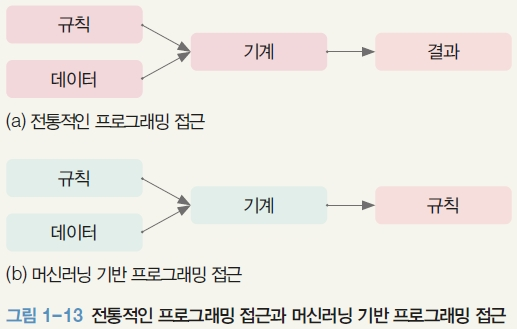 규칙
데이터
기계
결과
(a) 전통적인 프로그래밍 접근
규칙
데이터
기계
규칙
(b) 머신러닝 기반 프로그래밍 접근
그림 1-13 전통적인 프로그래밍 접근과 머신러닝 기반 프로그래밍 접근